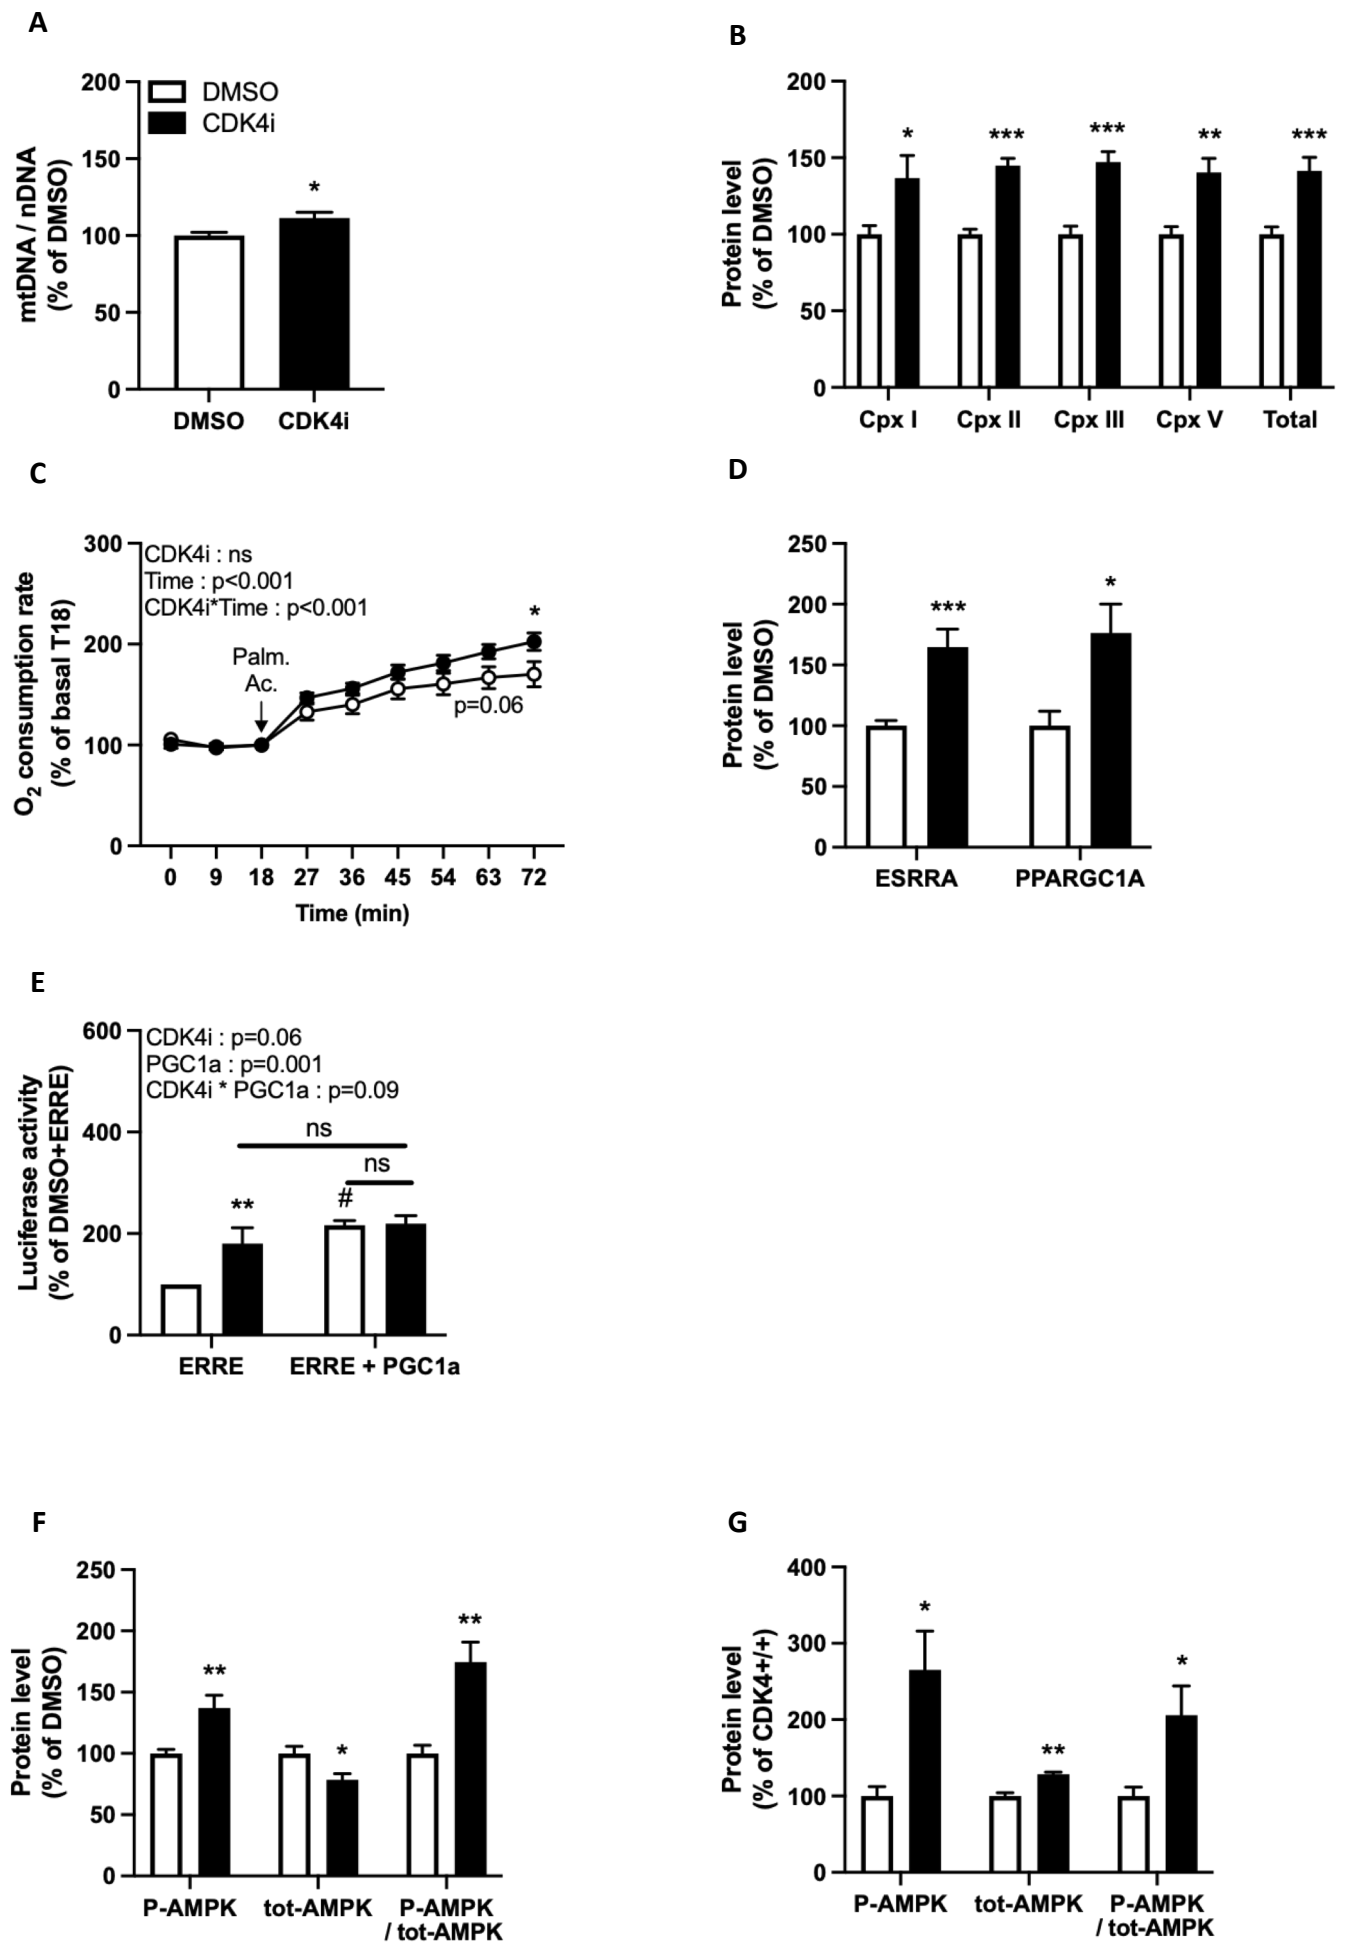 A
200
150
100
50
0
mtDNA / nDNA
(% of DMSO)
DMSO
CDK4i
*
DMSO
CDK4i
B
200
150
100
50
0
Protein level
(% of DMSO)
*
***
***
**
***
Cpx I
Cpx II
Cpx III
Cpx V
Total
C
300
200
100
0
O2 consumption rate
(% of basal T18)
CDK4i : ns
Time : p<0.001
CDK4i*Time : p<0.001
Palm.
Ac.
*
p=0.06
0 9 18 27 36 45 54 63 72
Time (min)
D
250
200
150
100
50
0
Protein level
(% of DMSO)
***
*
ESRRA
PPARGC1A
E
600
400
200
0
Luciferase activity
(% of DMSO+ERRE)
CDK4i : p=0.06
PGC1a : p=0.001
CDK4i * PGC1a : p=0.09
ns
ns
**
#
ERRE
ERRE + PGC1a
F
250
200
150
100
50
0
Protein level
(% of DMSO)
**
*
**
P-AMPK
tot-AMPK
P-AMPK
/ tot-AMPK
G
400
300
200
100
0
Protein level
(% of CDK4+/+)
*
**
*
P-AMPK
tot-AMPK
P-AMPK
/ tot-AMPK